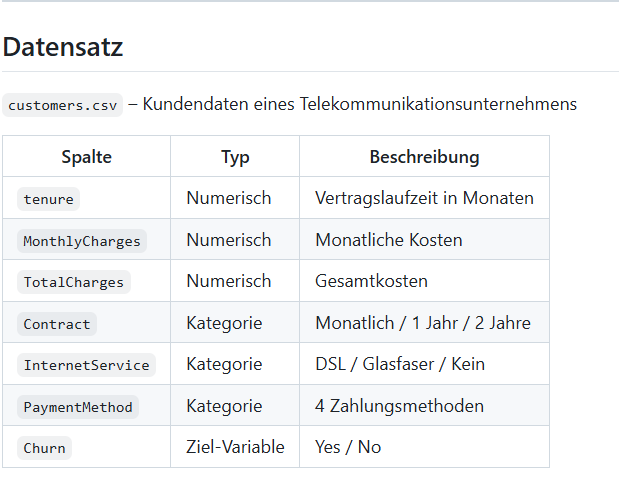 Datensatz
customers.csv – Kundendaten eines Telekommunikationsunternehmens
Spalte Typ Beschreibung
tenure Numerisch Vertragslaufzeit in Monaten
MonthlyCharges Numerisch Monatliche Kosten
TotalCharges Numerisch Gesamtkosten
Contract Kategorie Monatlich / 1 Jahr / 2 Jahre
InternetService Kategorie DSL / Glasfaser / Kein
PaymentMethod Kategorie 4 Zahlungsmethoden
Churn Ziel-Variable Yes / No